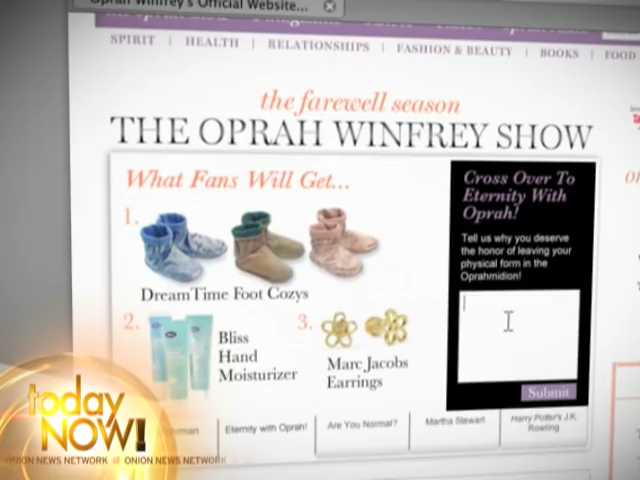 Oprah Winfrey's Official Website...
SPIRIT | HEALTH | RELATIONSHIPS | FASHION & BEAUTY | BOOKS | FOOD
the farewell season
THE OPRAH WINFREY SHOW
What Fans Will Get...
1.
DreamTime Foot Cozys
2.
Bliss
Hand
Moisturizer
3.
Marc Jacobs
Earrings
Cross Over To
Eternity With
Oprah!
Tell us why you deserve
the honor of leaving your
physical form in the
Oprahmidion!
Submit
Eternity with Oprah!
Are You Normal?
Martha Stewart
Harry Potter's J.K.
Rowling
today
NOW!
ONION NEWS NETWORK ONION NEWS NETWORK